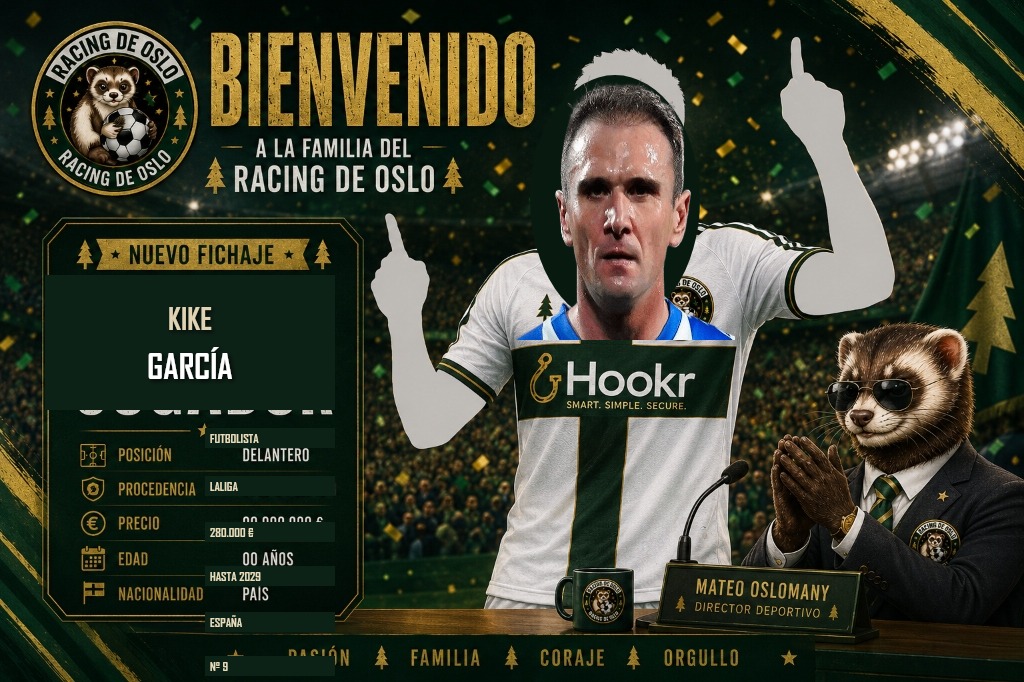 RACING DE OSLO
RACING DE OSLO
BIENVENIDO
A LA FAMILIA DEL
RACING DE OSLO
NUEVO FICHAJE
KIKE
GARCÍA
FUTBOLISTA
POSICIÓN
DELANTERO
PROCEDENCIA
LALIGA
PRECIO
280.000 €
EDAD
00 AÑOS
HASTA 2029
NACIONALIDAD
PAIS
ESPAÑA
Nº 9
Hookr
SMART. SIMPLE. SECURE.
MATEO OSLOMANY
DIRECTOR DEPORTIVO
FAMILIA
CORAJE
ORGULLO